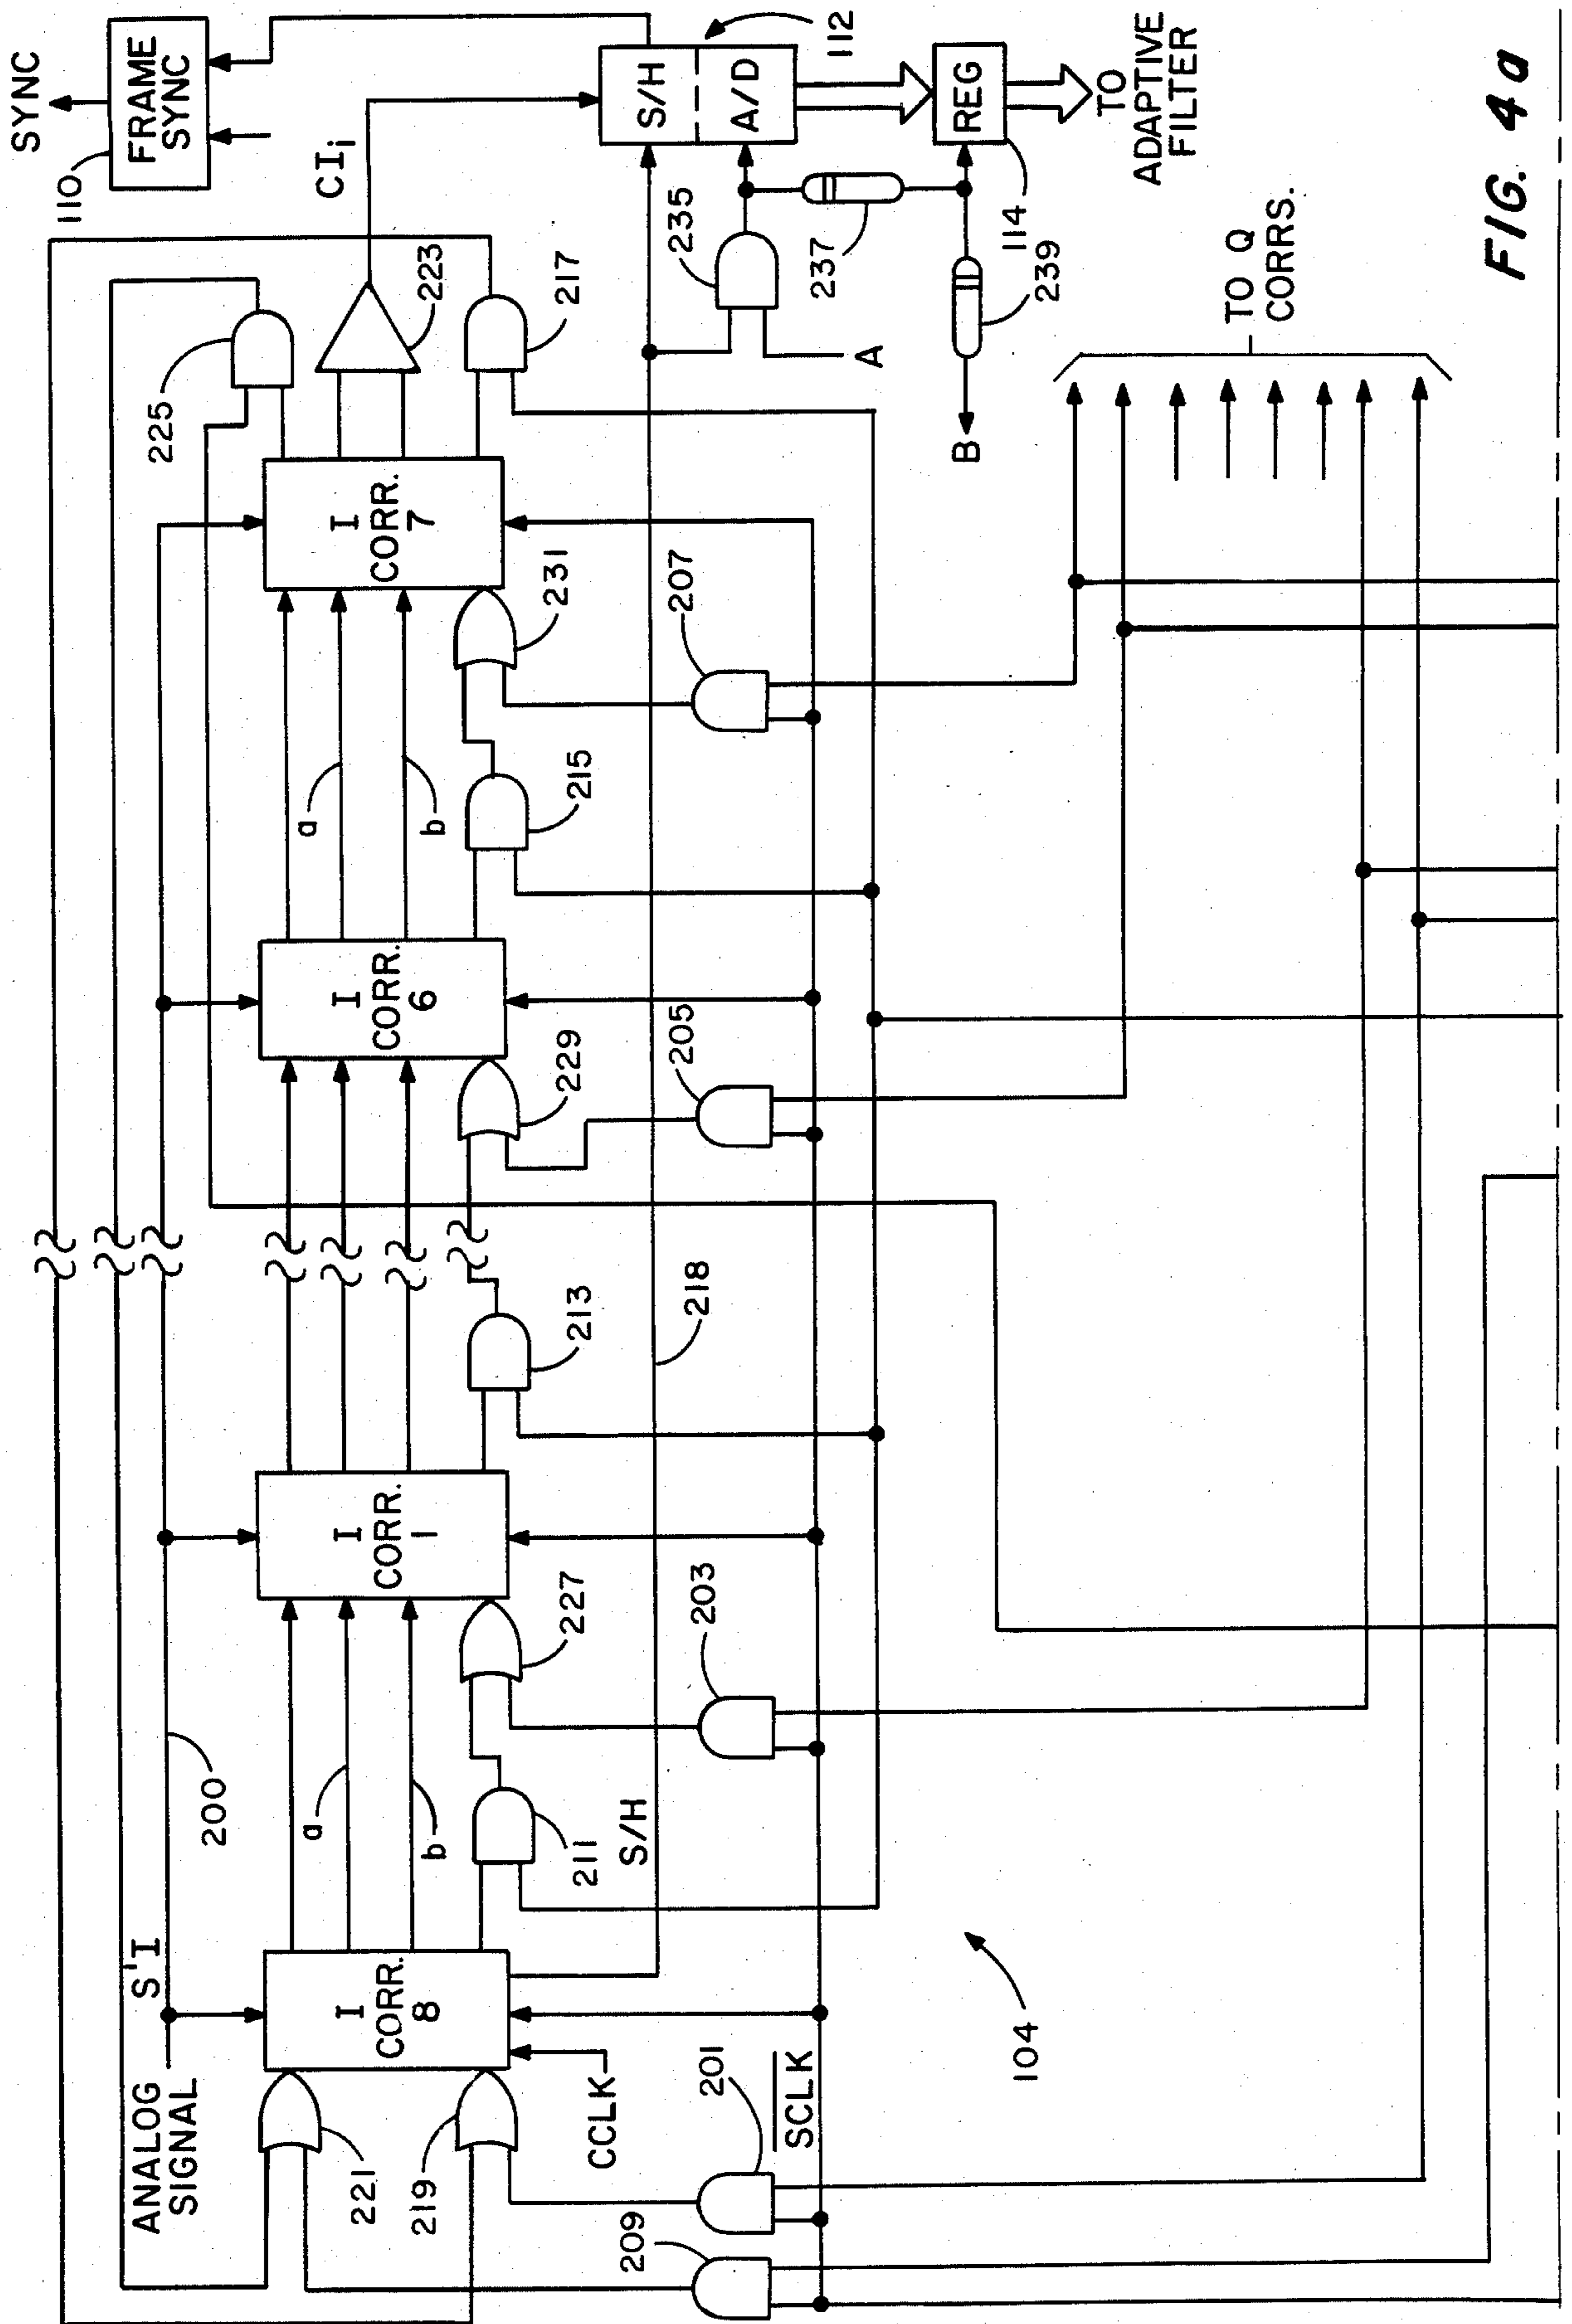 SYNC
110
FRAME
SYNC
CIi
S/H
A/D
112
REG
114
TO
ADAPTIVE
FILTER
225
223
217
235
237
239
A
B
I
CORR.
7
231
207
a
b
215
I
CORR.
6
229
205
213
218
I
CORR.
1
227
203
200
a
b
211
S/H
ANALOG
SIGNAL
S'I
I
CORR.
8
221
219
CCLK
SCLK
201
209
104
TO Q
CORRS.
FIG. 4a